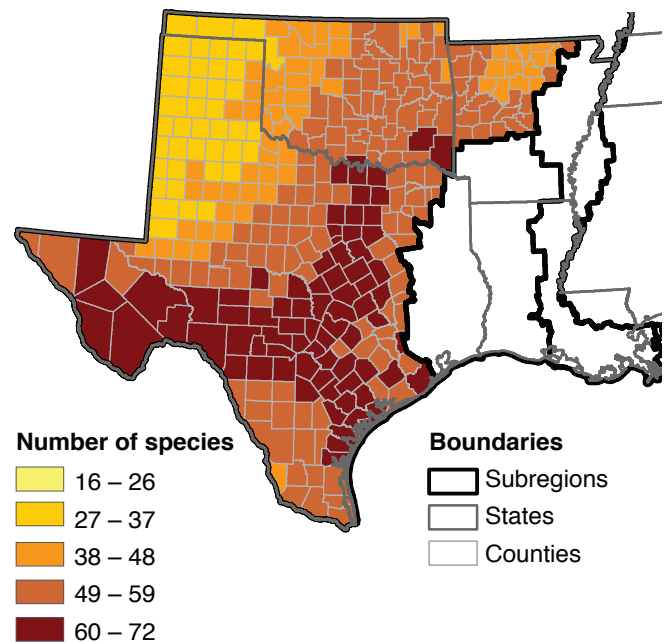 Number of species
16 – 26
27 – 37
38 – 48
49 – 59
60 – 72
Boundaries
Subregions
States
Counties